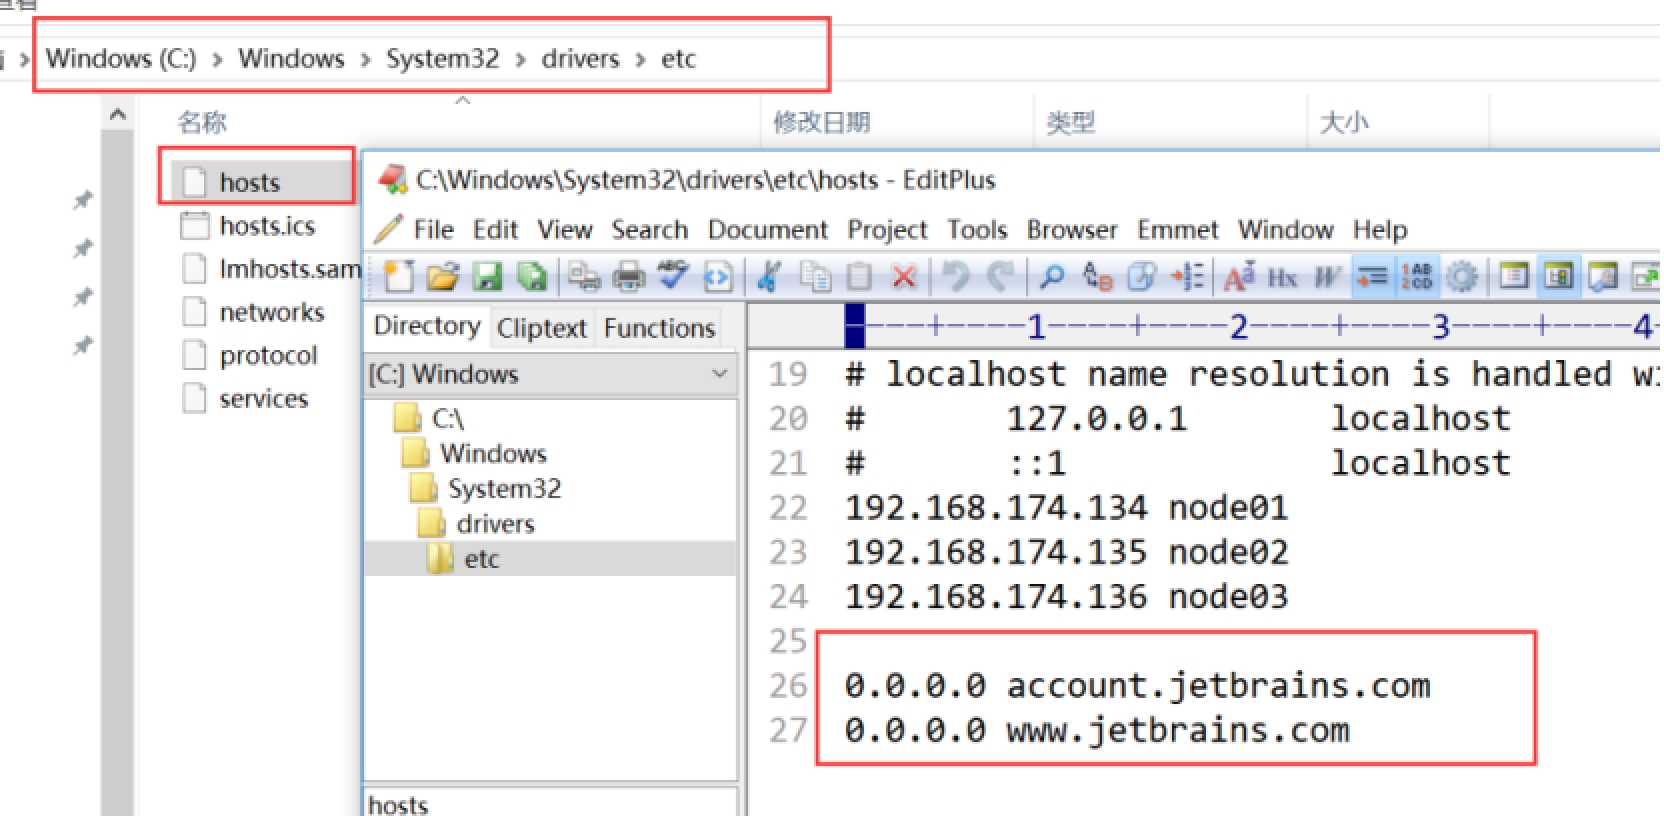 Windows (C:) > Windows > System32 > drivers > etc
名称 修改日期 类型 大小
hosts
hosts.ics
lmhosts.sam
networks
protocol
services
C:\Windows\System32\drivers\etc\hosts - EditPlus
File Edit View Search Document Project Tools Browser Emmet Window Help
Directory Cliptext Functions
[C:] Windows
C:\
Windows
System32
drivers
etc
hosts
----+----1----+----2----+----3----+----4-
19 # localhost name resolution is handled wi
20 # 127.0.0.1 localhost
21 # ::1 localhost
22 192.168.174.134 node01
23 192.168.174.135 node02
24 192.168.174.136 node03
25
26 0.0.0.0 account.jetbrains.com
27 0.0.0.0 www.jetbrains.com